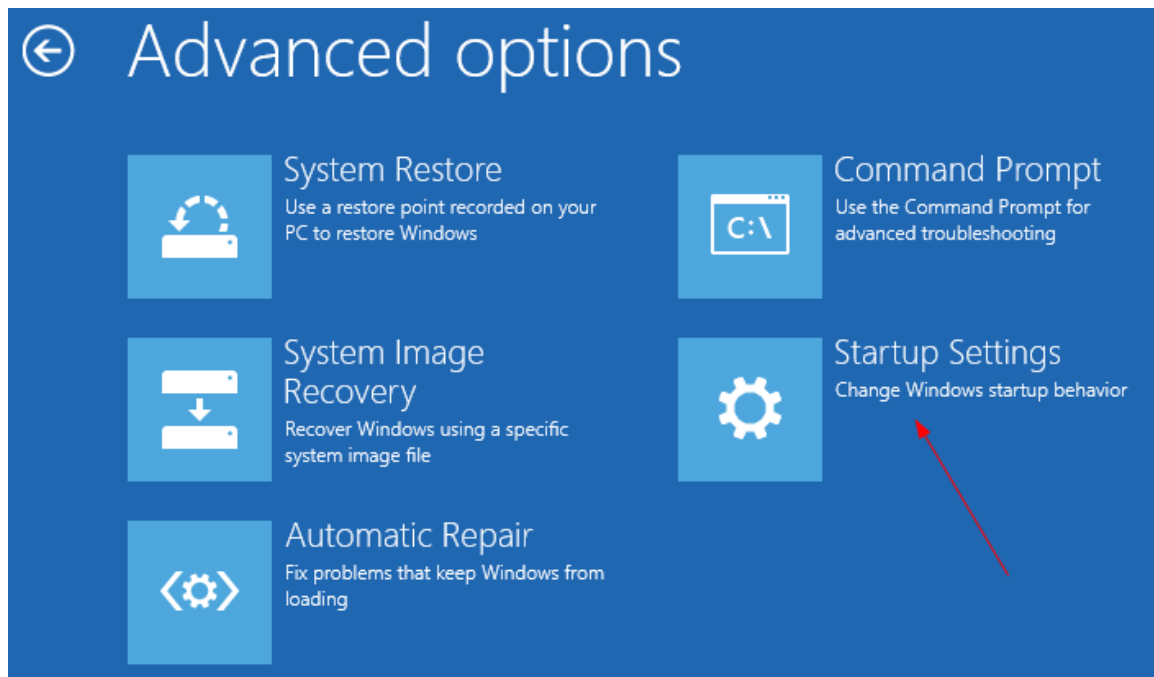 Advanced options
System Restore
Use a restore point recorded on your
PC to restore Windows
Command Prompt
Use the Command Prompt for
advanced troubleshooting
C:\
System Image
Recovery
Recover Windows using a specific
system image file
Startup Settings
Change Windows startup behavior
Automatic Repair
Fix problems that keep Windows from
loading